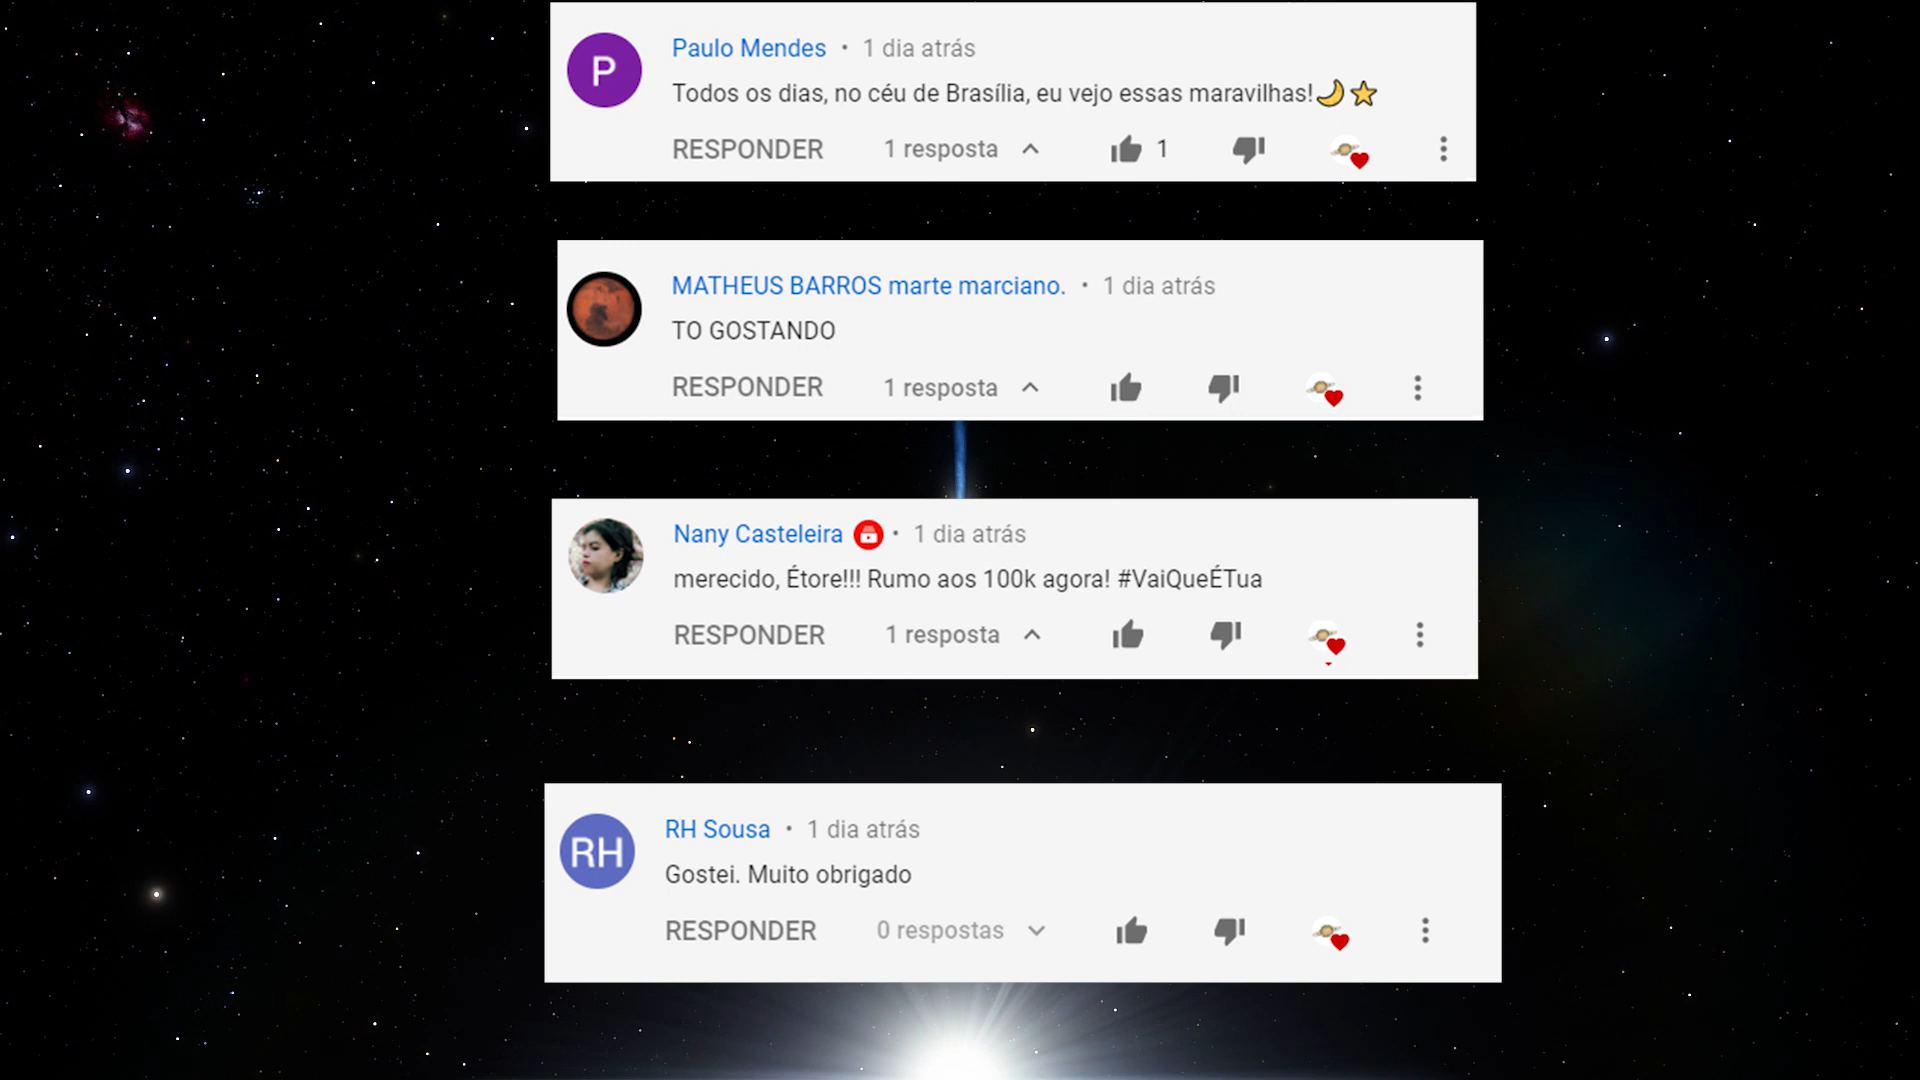 P
Paulo Mendes • 1 dia atrás
Todos os dias, no céu de Brasília, eu vejo essas maravilhas!🌙⭐
RESPONDER 1 resposta 1
MATHEUS BARROS marte marciano. • 1 dia atrás
TO GOSTANDO
RESPONDER 1 resposta
Nany Casteleira • 1 dia atrás
merecido, Étore!!! Rumo aos 100k agora! #VaiQueÉTua
RESPONDER 1 resposta
RH
RH Sousa • 1 dia atrás
Gostei. Muito obrigado
RESPONDER 0 respostas